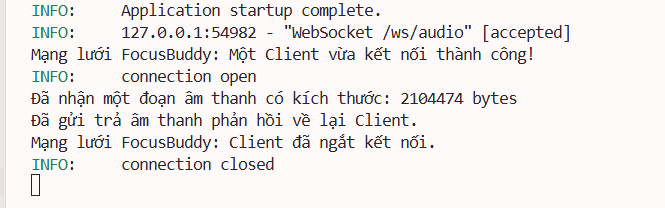 INFO:     Application startup complete.
INFO:     127.0.0.1:54982 - "WebSocket /ws/audio" [accepted]
Mạng lưới FocusBuddy: Một Client vừa kết nối thành công!
INFO:     connection open
Đã nhận một đoạn âm thanh có kích thước: 2104474 bytes
Đã gửi trả âm thanh phản hồi về lại Client.
Mạng lưới FocusBuddy: Client đã ngắt kết nối.
INFO:     connection closed